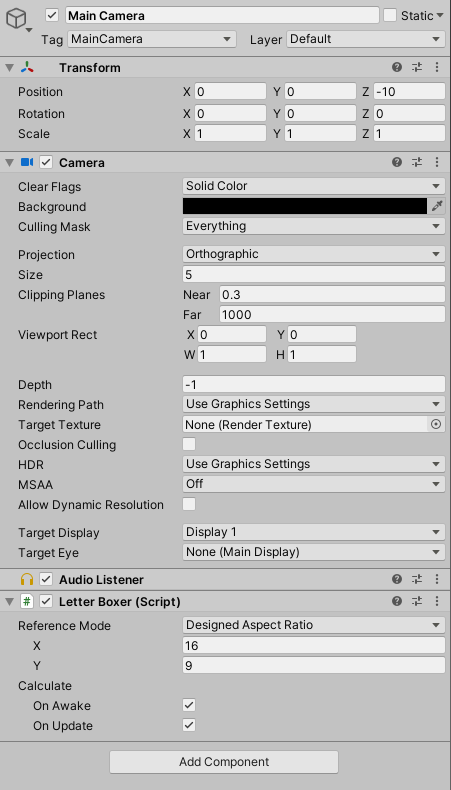 Main Camera Static
Tag MainCamera Layer Default
Transform
Position X 0 Y 0 Z -10
Rotation X 0 Y 0 Z 0
Scale X 1 Y 1 Z 1
Camera
Clear Flags Solid Color
Background
Culling Mask Everything
Projection Orthographic
Size 5
Clipping Planes Near 0.3
Far 1000
Viewport Rect X 0 Y 0
W 1 H 1
Depth -1
Rendering Path Use Graphics Settings
Target Texture None (Render Texture)
Occlusion Culling
HDR Use Graphics Settings
MSAA Off
Allow Dynamic Resolution
Target Display Display 1
Target Eye None (Main Display)
Audio Listener
# Letter Boxer (Script)
Reference Mode Designed Aspect Ratio
X 16
Y 9
Calculate
On Awake
On Update
Add Component